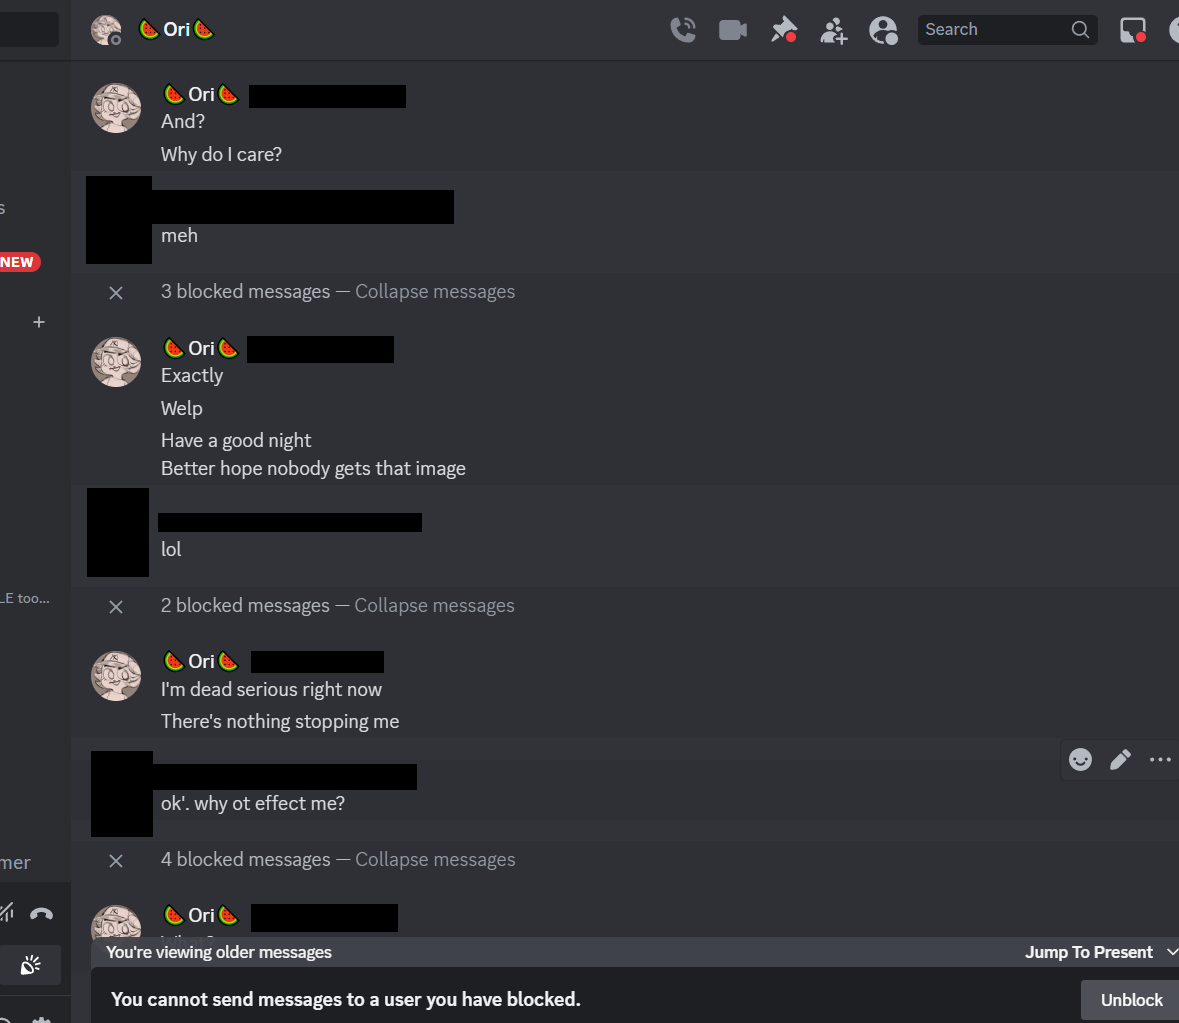 🍉 Ori 🍉
Search
🍉 Ori 🍉
And?
Why do I care?
s
meh
NEW
3 blocked messages — Collapse messages
🍉 Ori 🍉
Exactly
Welp
Have a good night
Better hope nobody gets that image
lol
LE too...
2 blocked messages — Collapse messages
🍉 Ori 🍉
I'm dead serious right now
There's nothing stopping me
ok'. why ot effect me?
mer
4 blocked messages — Collapse messages
🍉 Ori 🍉
You're viewing older messages
Jump To Present
You cannot send messages to a user you have blocked.
Unblock